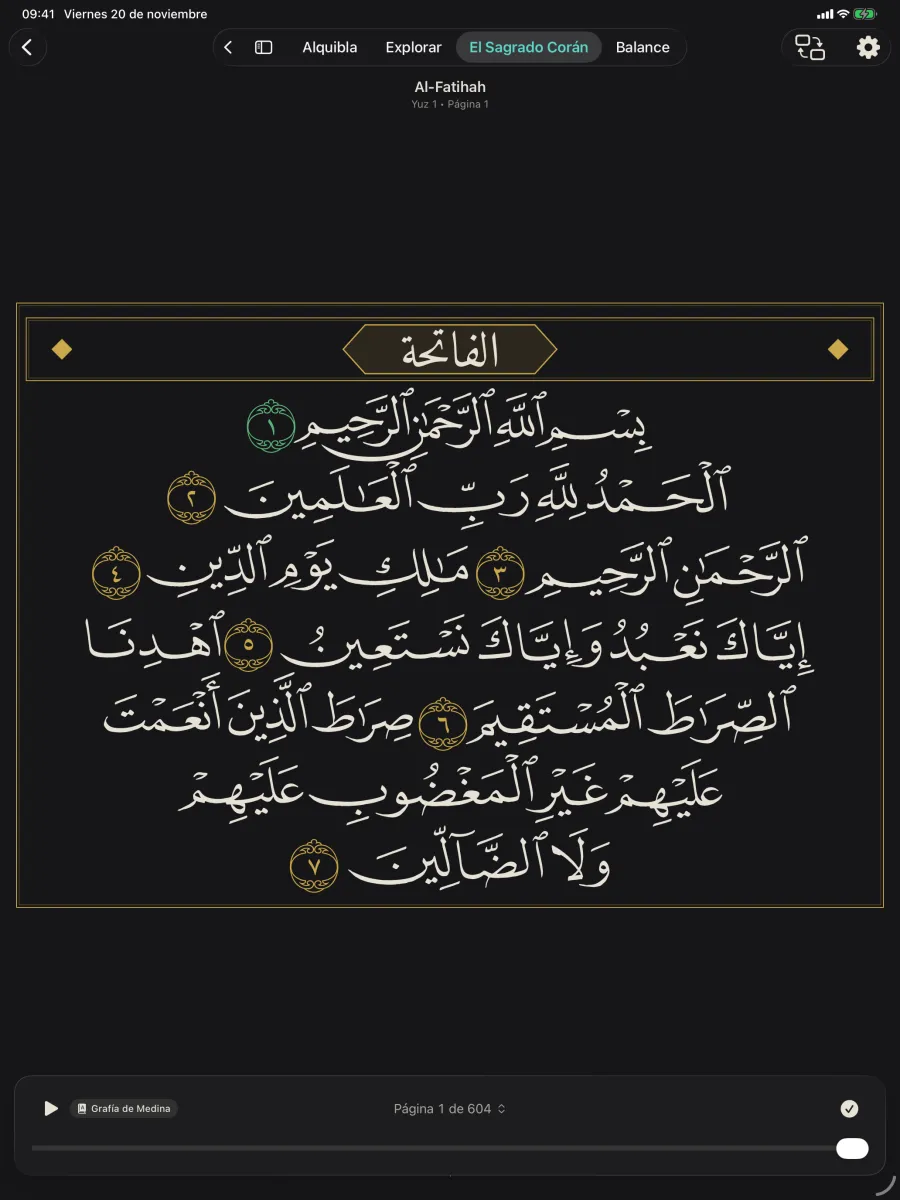 09:41 Viernes 20 de noviembre
Alquibla Explorar El Sagrado Corán Balance
Al-Fatihah
Yuz 1 • Página 1
الفاتحة
بِسْمِ ٱللَّهِ ٱلرَّحْمَٰنِ ٱلرَّحِيمِ ١
ٱلْحَمْدُ لِلَّهِ رَبِّ ٱلْعَٰلَمِينَ ٢
ٱلرَّحْمَٰنِ ٱلرَّحِيمِ ٣ مَٰلِكِ يَوْمِ ٱلدِّينِ ٤
إِيَّاكَ نَعْبُدُ وَإِيَّاكَ نَسْتَعِينُ ٥ ٱهْدِنَا
ٱلصِّرَٰطَ ٱلْمُسْتَقِيمَ ٦ صِرَٰطَ ٱلَّذِينَ أَنْعَمْتَ
عَلَيْهِمْ غَيْرِ ٱلْمَغْضُوبِ عَلَيْهِمْ
وَلَا ٱلضَّآلِّينَ ٧
Grafía de Medina Página 1 de 604